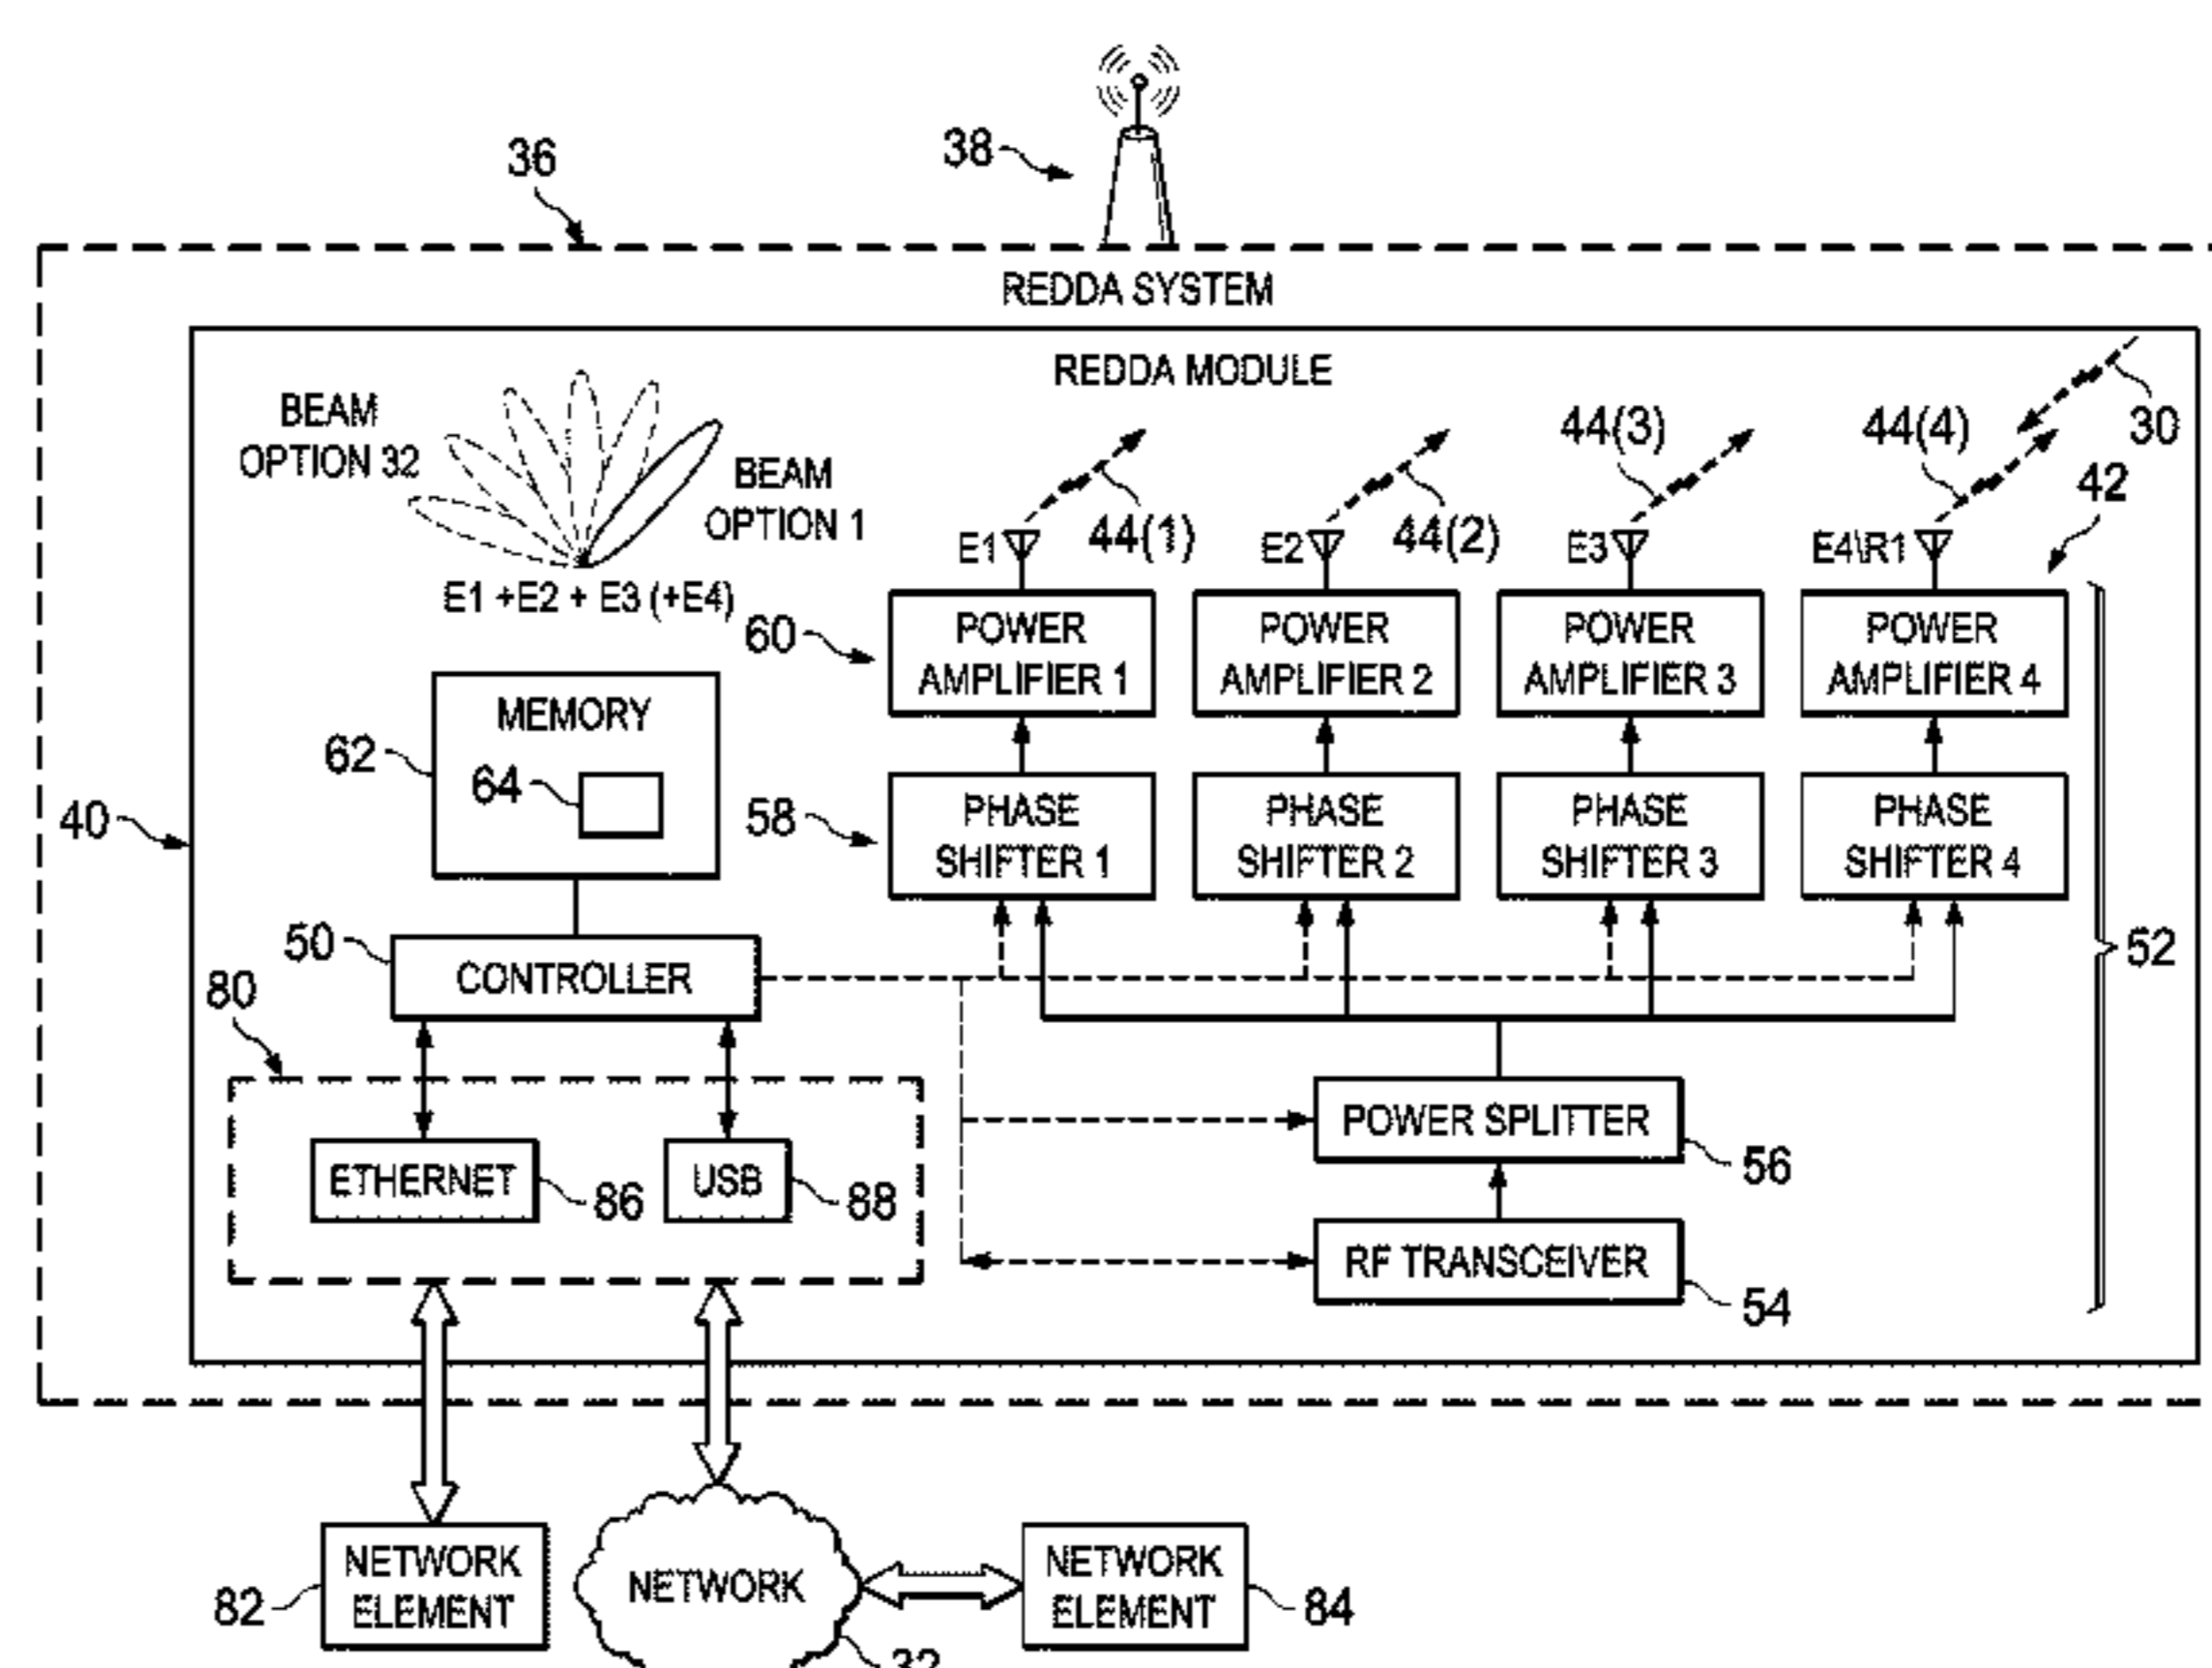 38
36
REDDA SYSTEM
REDDA MODULE
BEAM
OPTION 32
BEAM
OPTION 1
E1 +E2 + E3 (+E4)
44(1)
44(2)
44(3)
44(4)
30
42
E1
E2
E3
E4\R1
60
POWER
AMPLIFIER 1
POWER
AMPLIFIER 2
POWER
AMPLIFIER 3
POWER
AMPLIFIER 4
MEMORY
62
64
40
58
PHASE
SHIFTER 1
PHASE
SHIFTER 2
PHASE
SHIFTER 3
PHASE
SHIFTER 4
50
CONTROLLER
52
80
ETHERNET
86
USB
88
POWER SPLITTER
56
RF TRANSCEIVER
54
82
NETWORK
ELEMENT
NETWORK
32
NETWORK
ELEMENT
84